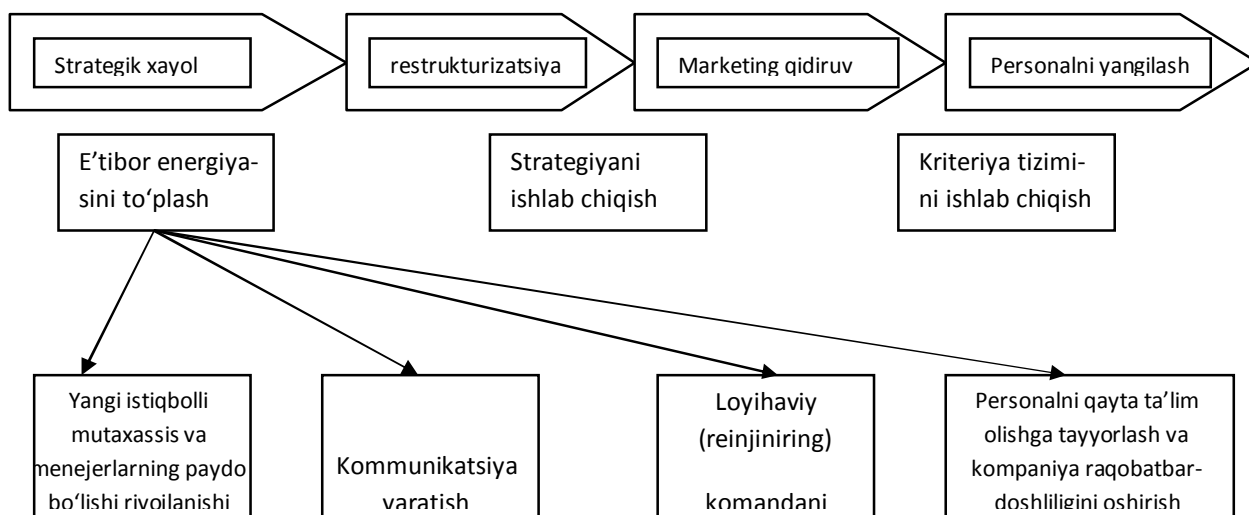 Strategik xayol
restrukturizatsiya
Marketing qidiruv
Personalni yangilash
E’tibor energiya-
sini to‘plash
Strategiyani
ishlab chiqish
Kriteriya tizimi-
ni ishlab chiqish
Yangi istiqbolli
mutaxassis va
menejerlarning paydo
bo‘lishi rivojlanishi
Kommunikatsiya
yaratish
Loyihaviy
(reinjiniring)
komandani
Personalni qayta ta’lim
olishga tayyorlash va
kompaniya raqobatbar-
doshliligini oshirish